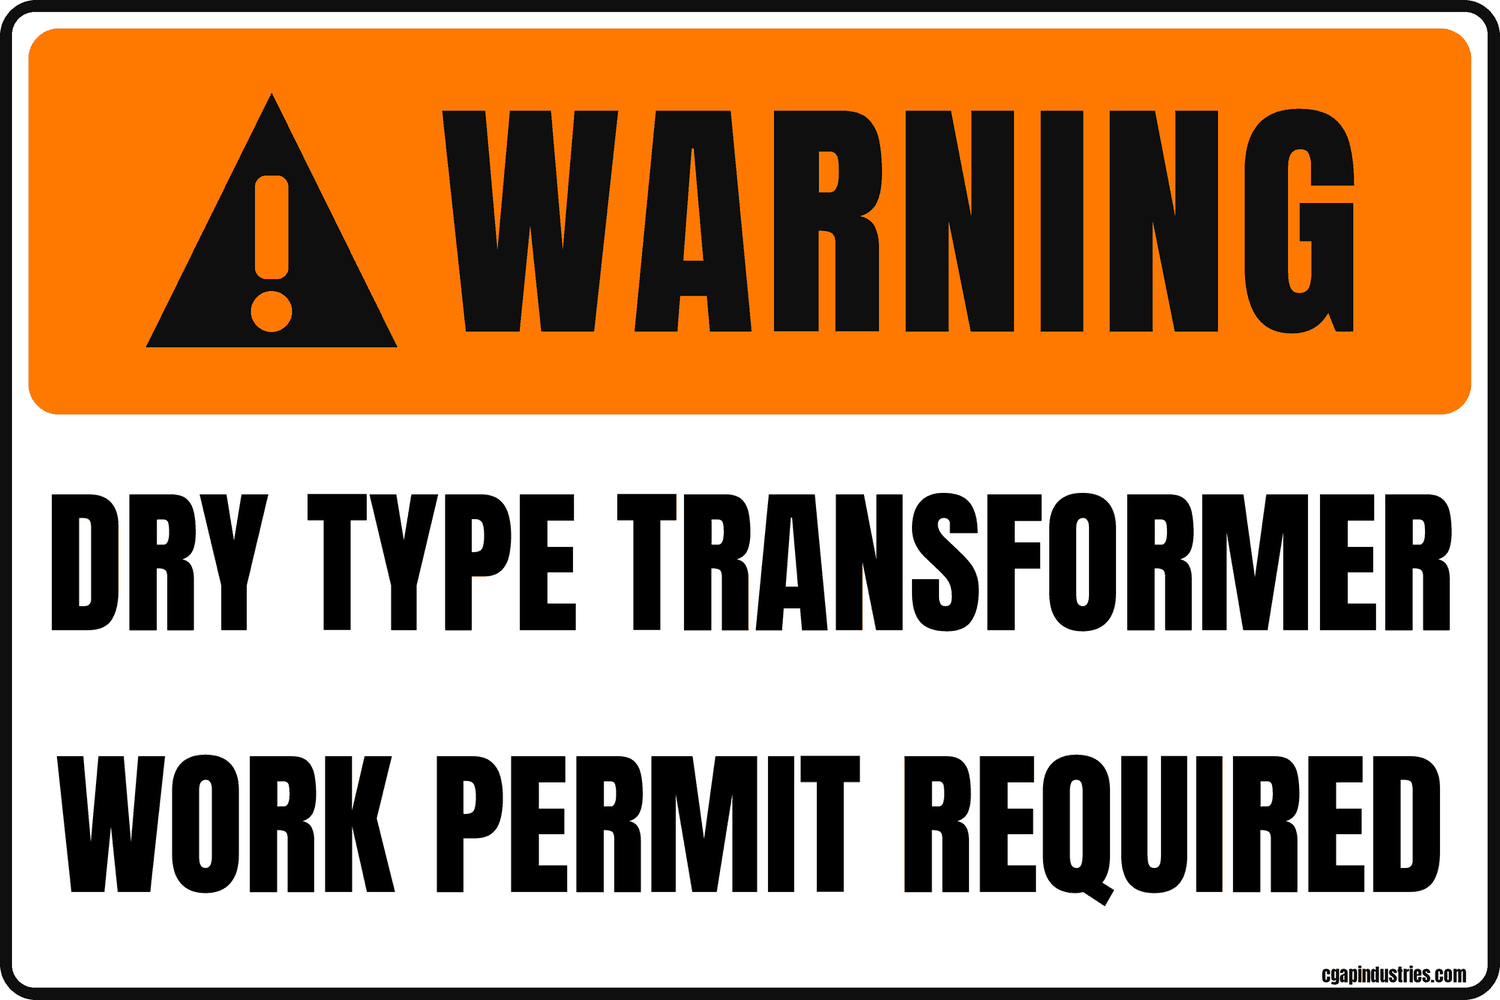 WARNING
DRY TYPE TRANSFORMER
WORK PERMIT REQUIRED
cgapindustries.com